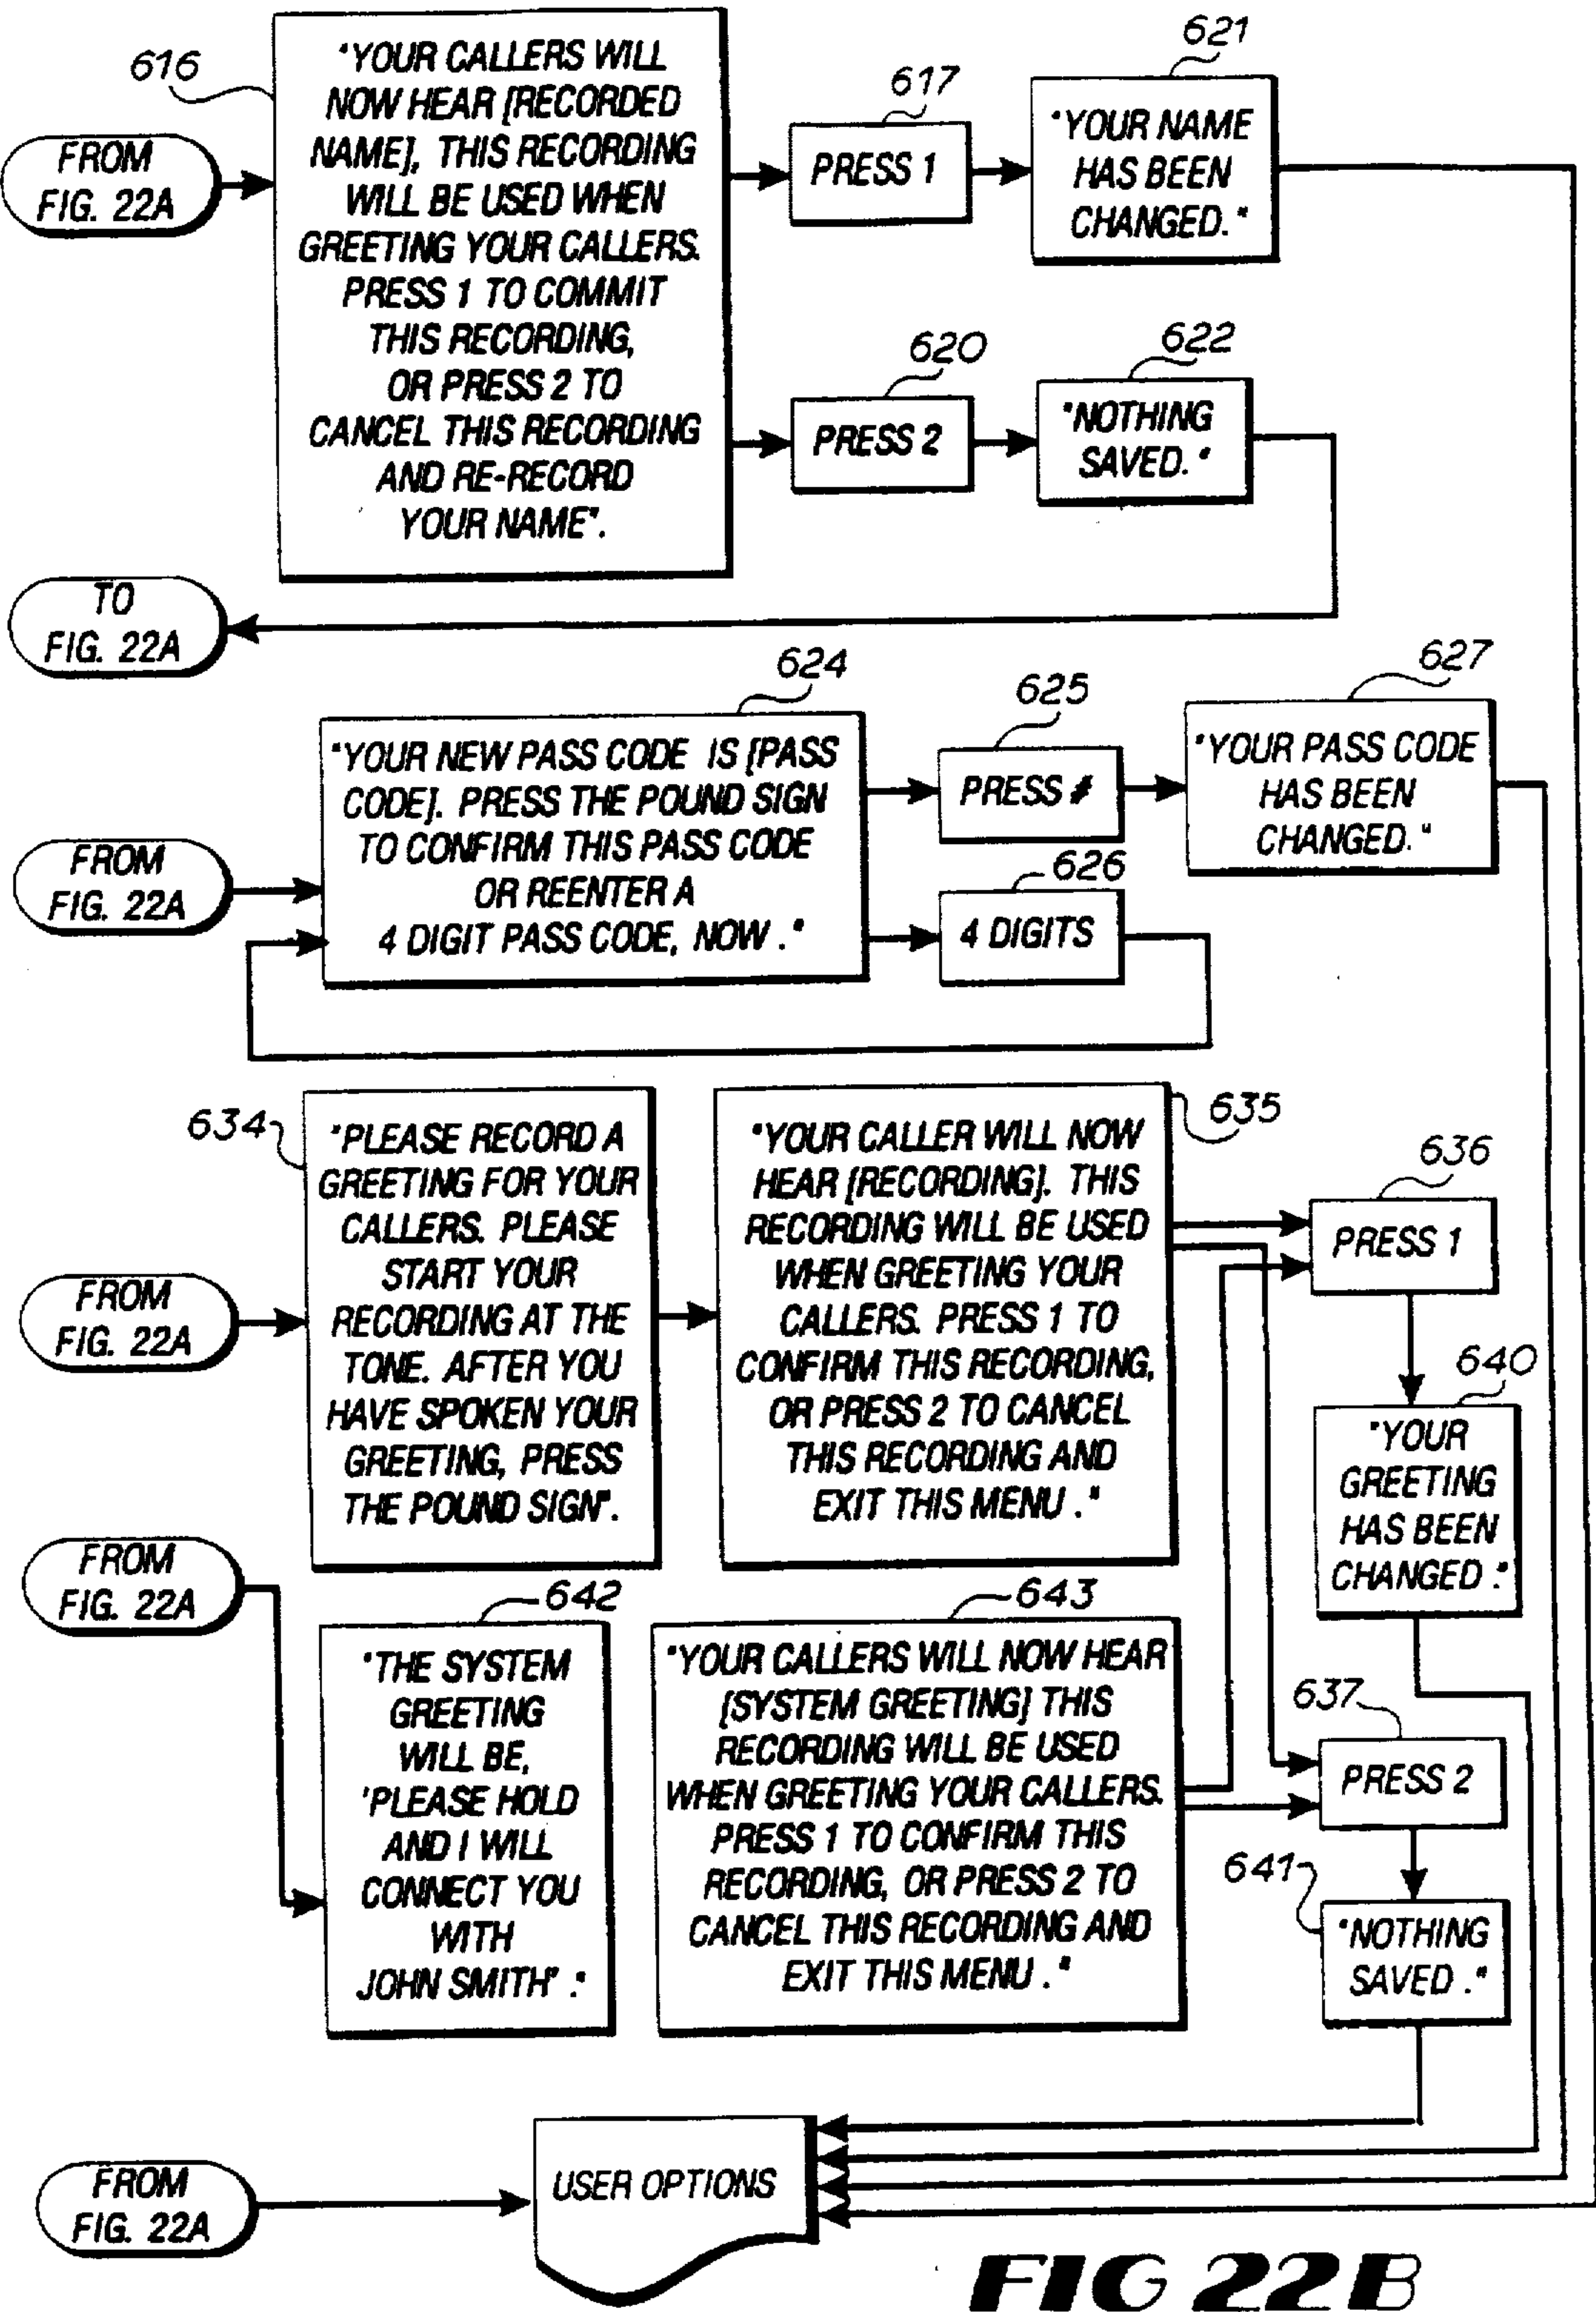 616
"YOUR CALLERS WILL
NOW HEAR [RECORDED
NAME], THIS RECORDING
WILL BE USED WHEN
GREETING YOUR CALLERS.
PRESS 1 TO COMMIT
THIS RECORDING,
OR PRESS 2 TO
CANCEL THIS RECORDING
AND RE-RECORD
YOUR NAME".
FROM
FIG. 22A
617
PRESS 1
621
"YOUR NAME
HAS BEEN
CHANGED."
620
PRESS 2
622
"NOTHING
SAVED."
TO
FIG. 22A
624
"YOUR NEW PASS CODE IS [PASS
CODE]. PRESS THE POUND SIGN
TO CONFIRM THIS PASS CODE
OR REENTER A
4 DIGIT PASS CODE, NOW ."
FROM
FIG. 22A
625
PRESS #
627
"YOUR PASS CODE
HAS BEEN
CHANGED."
626
4 DIGITS
634
"PLEASE RECORD A
GREETING FOR YOUR
CALLERS. PLEASE
START YOUR
RECORDING AT THE
TONE. AFTER YOU
HAVE SPOKEN YOUR
GREETING, PRESS
THE POUND SIGN".
FROM
FIG. 22A
635
"YOUR CALLER WILL NOW
HEAR [RECORDING]. THIS
RECORDING WILL BE USED
WHEN GREETING YOUR
CALLERS. PRESS 1 TO
CONFIRM THIS RECORDING,
OR PRESS 2 TO CANCEL
THIS RECORDING AND
EXIT THIS MENU ."
636
PRESS 1
640
"YOUR
GREETING
HAS BEEN
CHANGED ."
FROM
FIG. 22A
642
"THE SYSTEM
GREETING
WILL BE,
'PLEASE HOLD
AND I WILL
CONNECT YOU
WITH
JOHN SMITH' ."
643
"YOUR CALLERS WILL NOW HEAR
[SYSTEM GREETING] THIS
RECORDING WILL BE USED
WHEN GREETING YOUR CALLERS.
PRESS 1 TO CONFIRM THIS
RECORDING, OR PRESS 2 TO
CANCEL THIS RECORDING AND
EXIT THIS MENU ."
637
PRESS 2
641
"NOTHING
SAVED ."
FROM
FIG. 22A
USER OPTIONS
FIG 22B